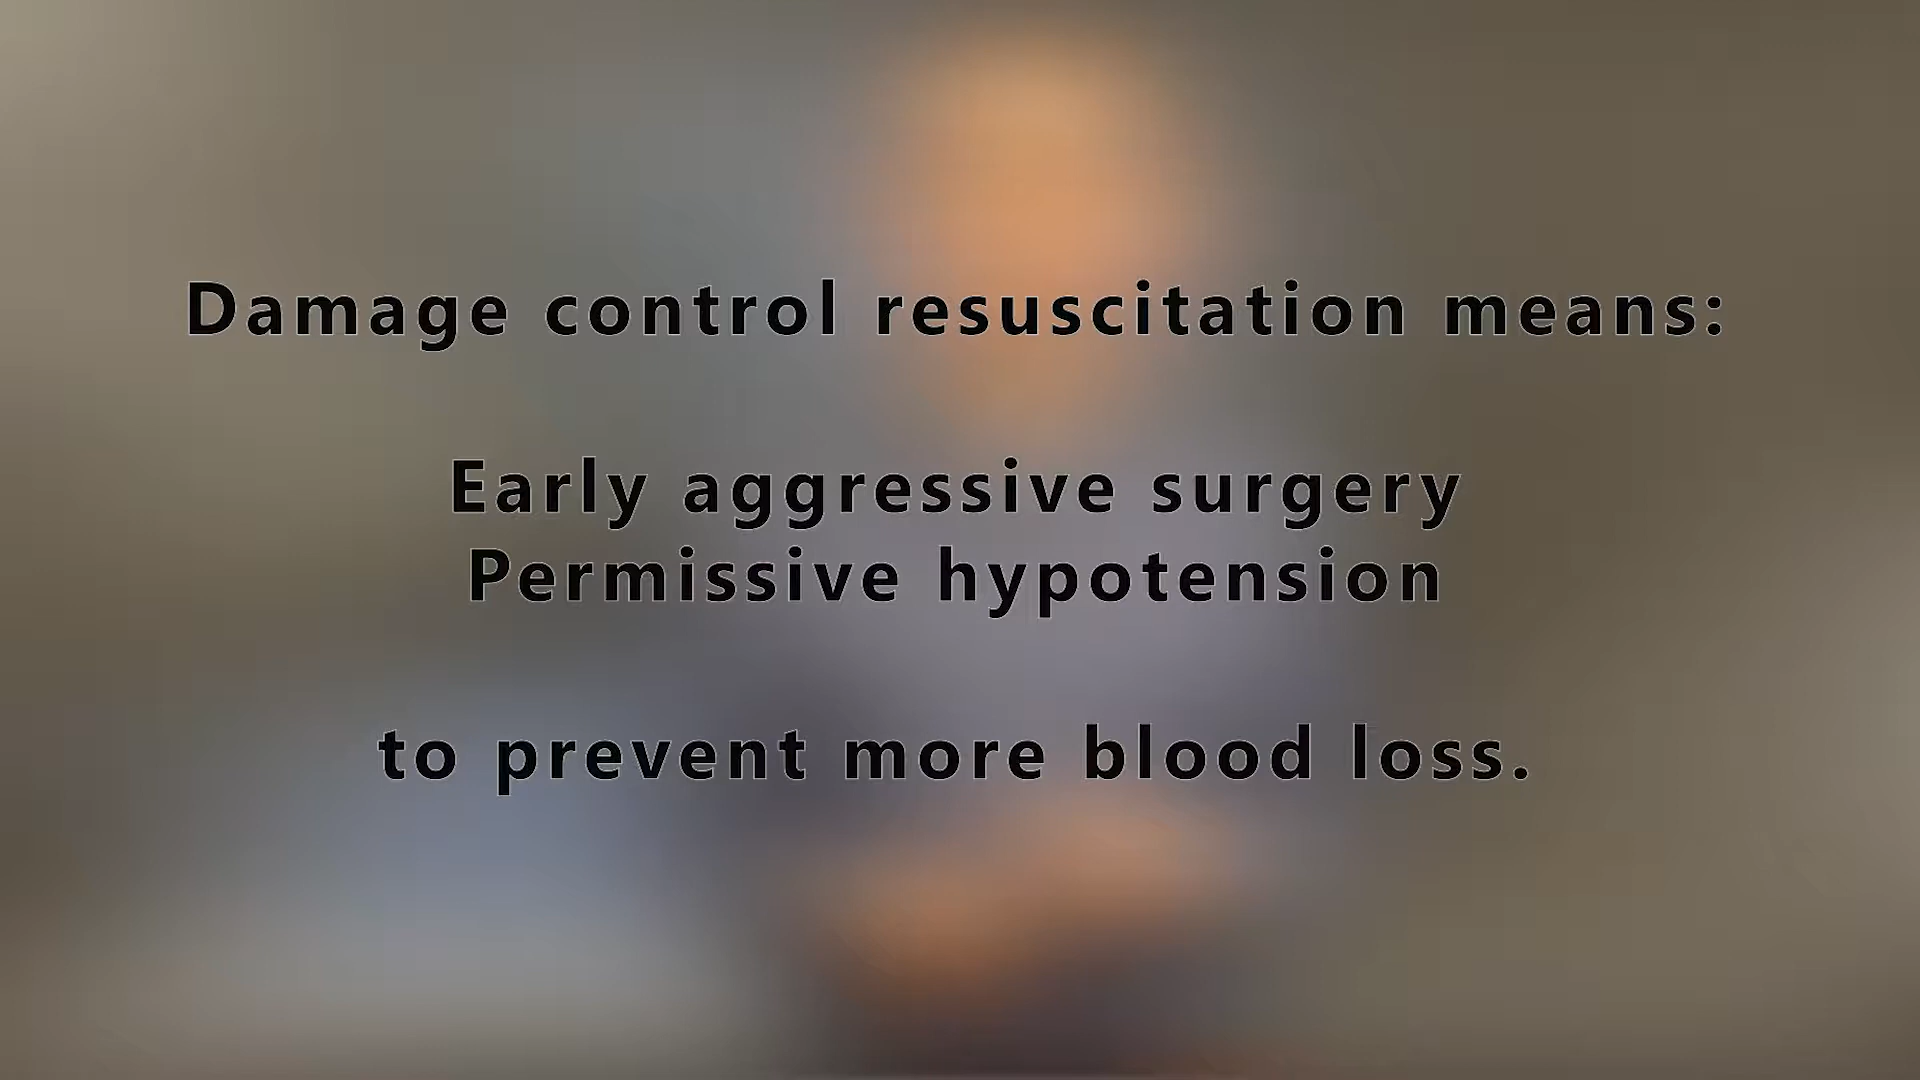 Damage control resuscitation means:
Early aggressive surgery
Permissive hypotension
to prevent more blood loss.